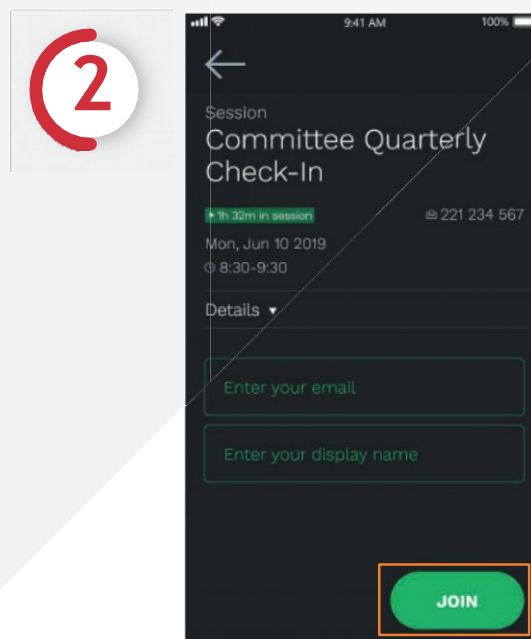 2
9:41 AM 100%
Session
Committee Quarterly
Check-In
1h 32m in session 221 234 567
Mon, Jun 10 2019
8:30-9:30
Details
Enter your email
Enter your display name
JOIN